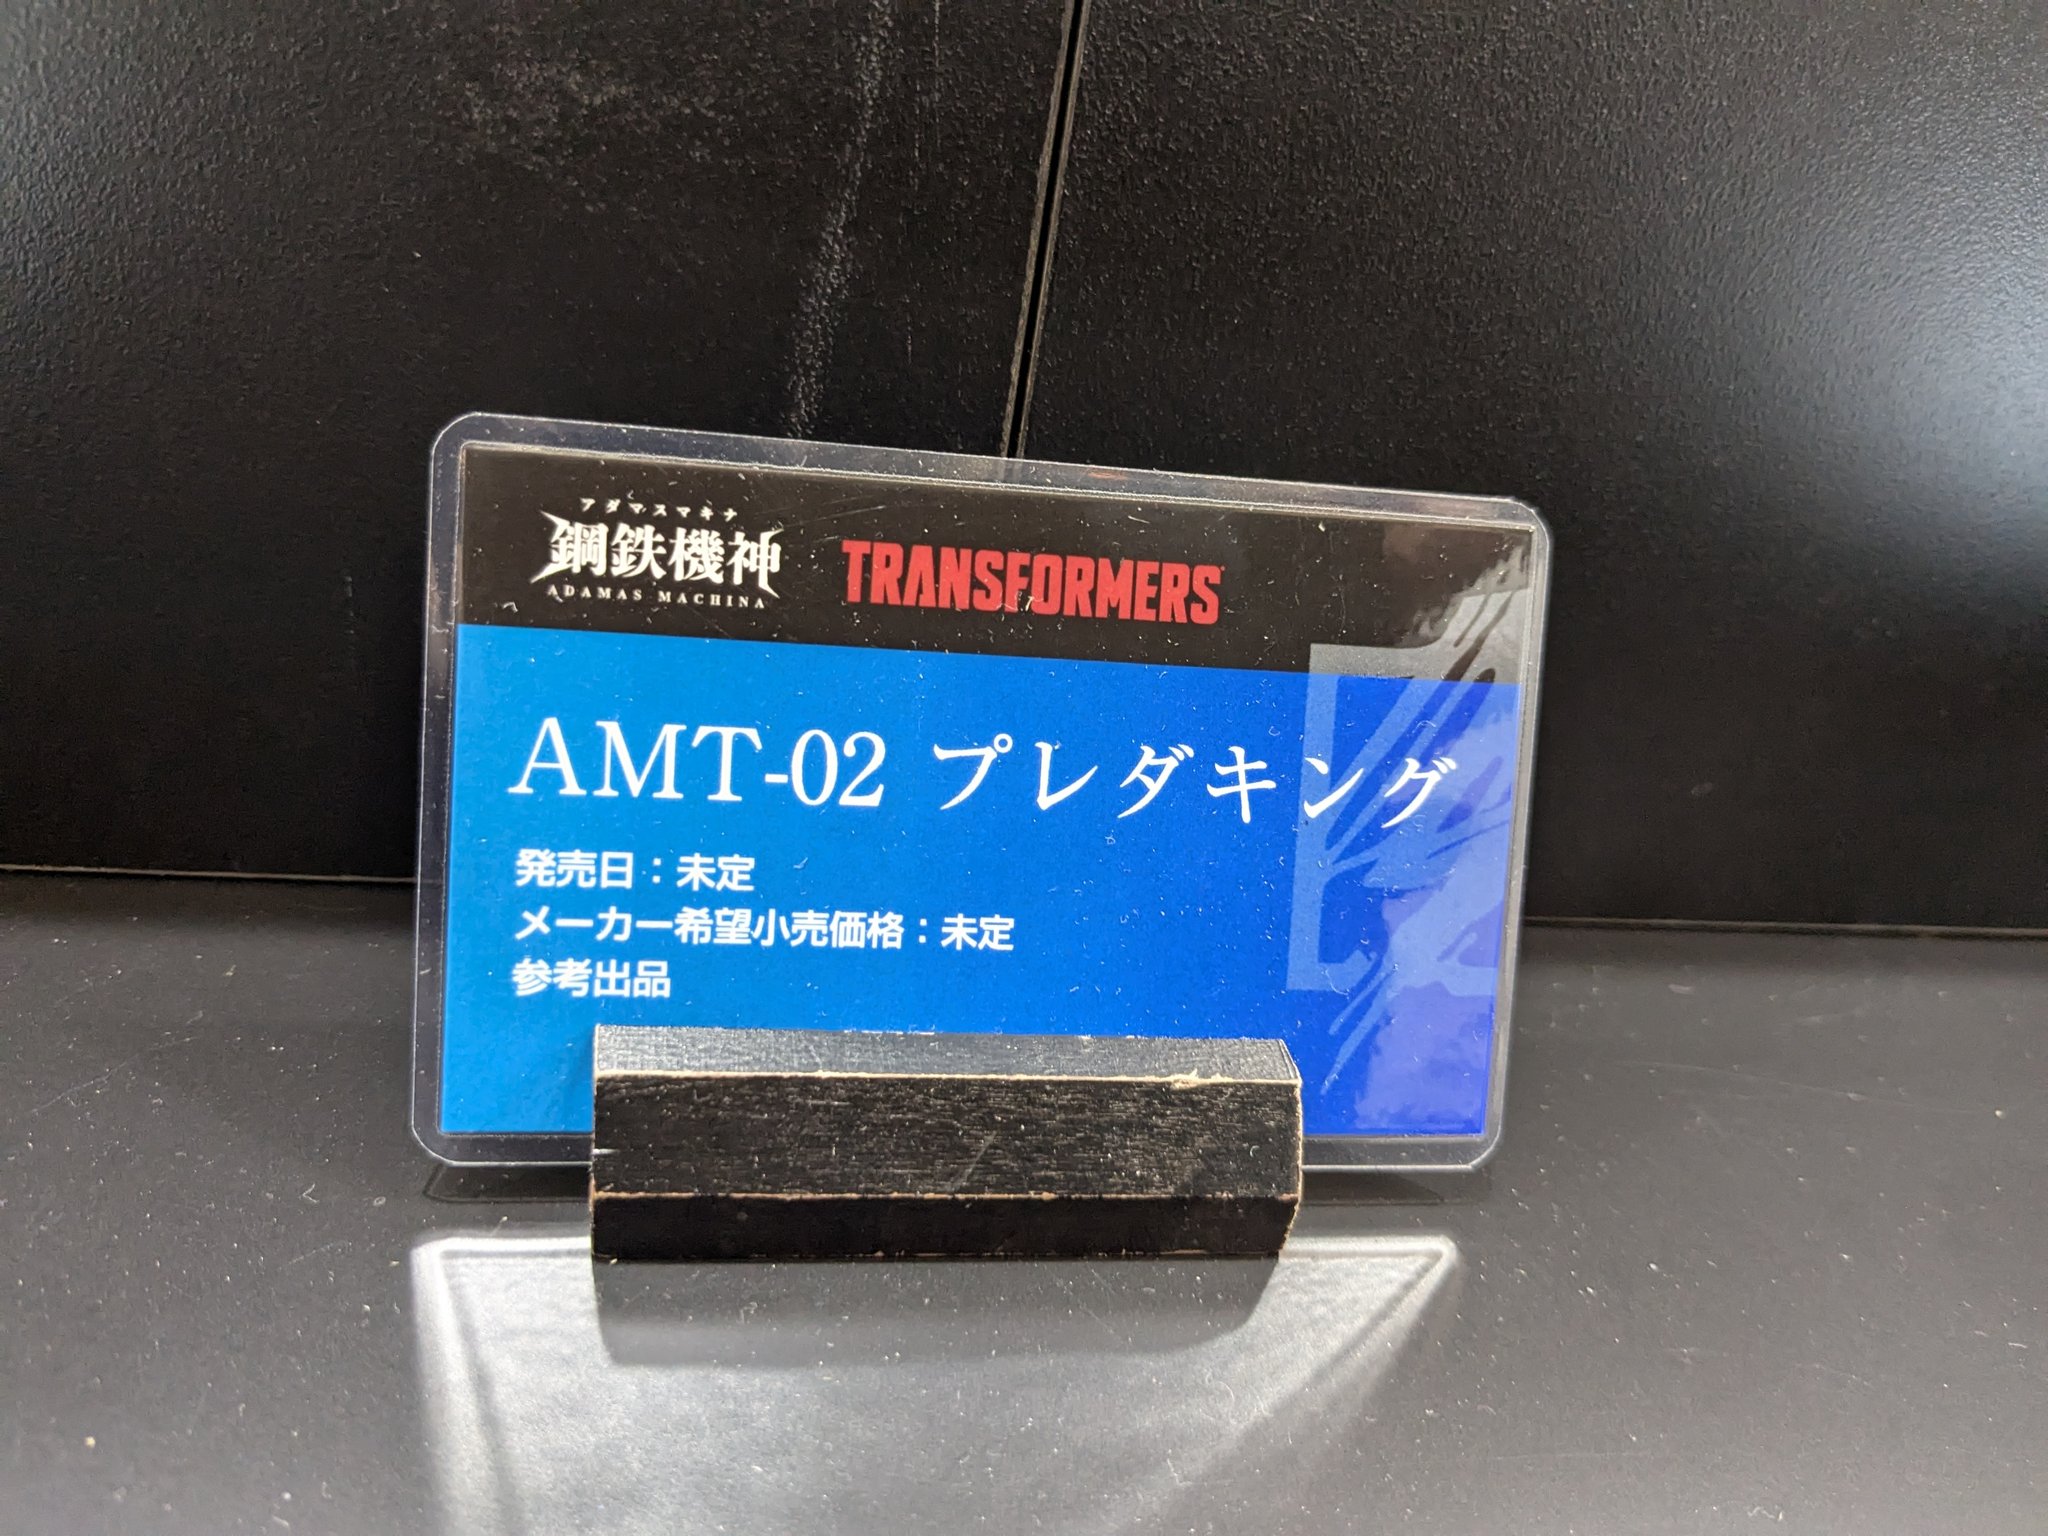 アダマスマキナ
鋼鉄機神
ADAMAS MACHINA
TRANSFORMERS
AMT-02 プレダキング
発売日：未定
メーカー希望小売価格：未定
参考出品